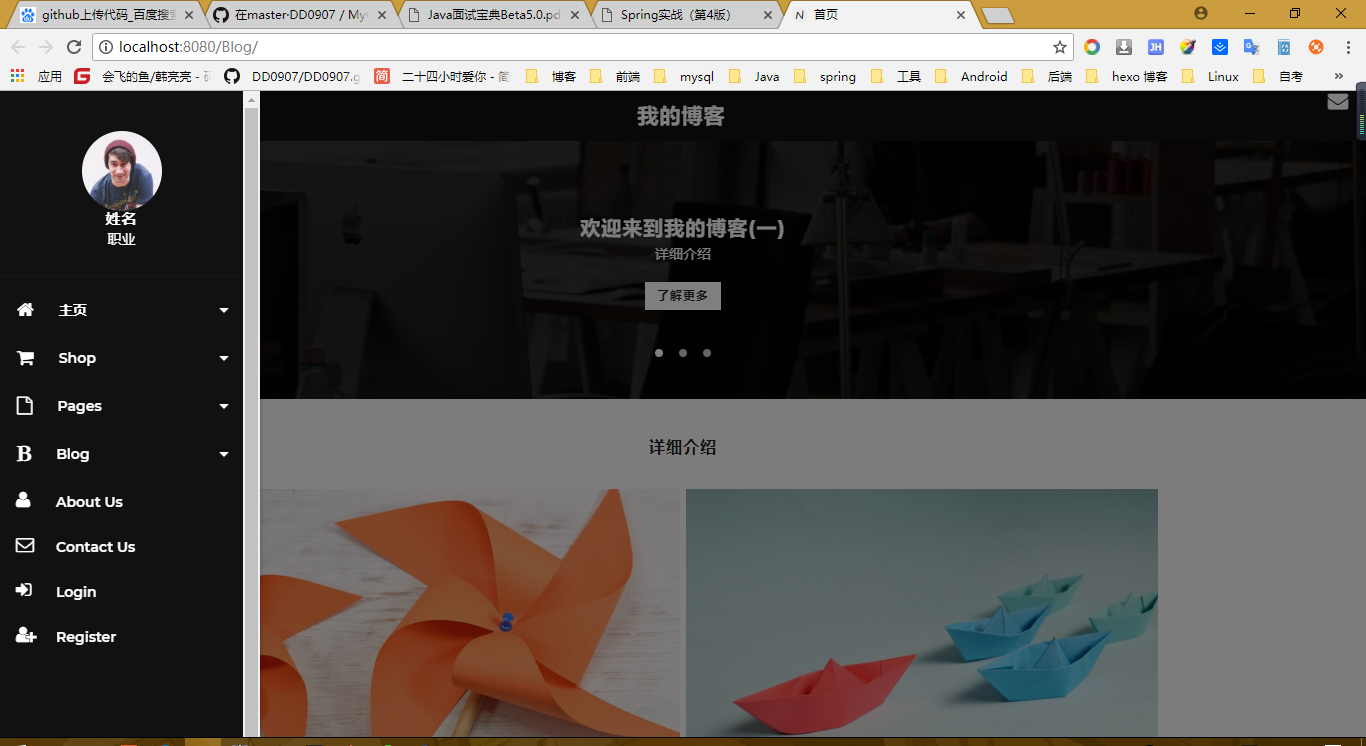 github上传代码_百度搜索
在master·DD0907 / My
Java面试宝典Beta5.0.pd
Spring实战（第4版）
首页
localhost:8080/Blog/
应用
会飞的鱼/韩亮亮 -
DD0907/DD0907.g
二十四小时爱你 - 简
博客
前端
mysql
Java
spring
工具
Android
后端
hexo 博客
Linux
自考
»
姓名
职业
主页
Shop
Pages
Blog
About Us
Contact Us
Login
Register
我的博客
欢迎来到我的博客(一)
详细介绍
了解更多
详细介绍